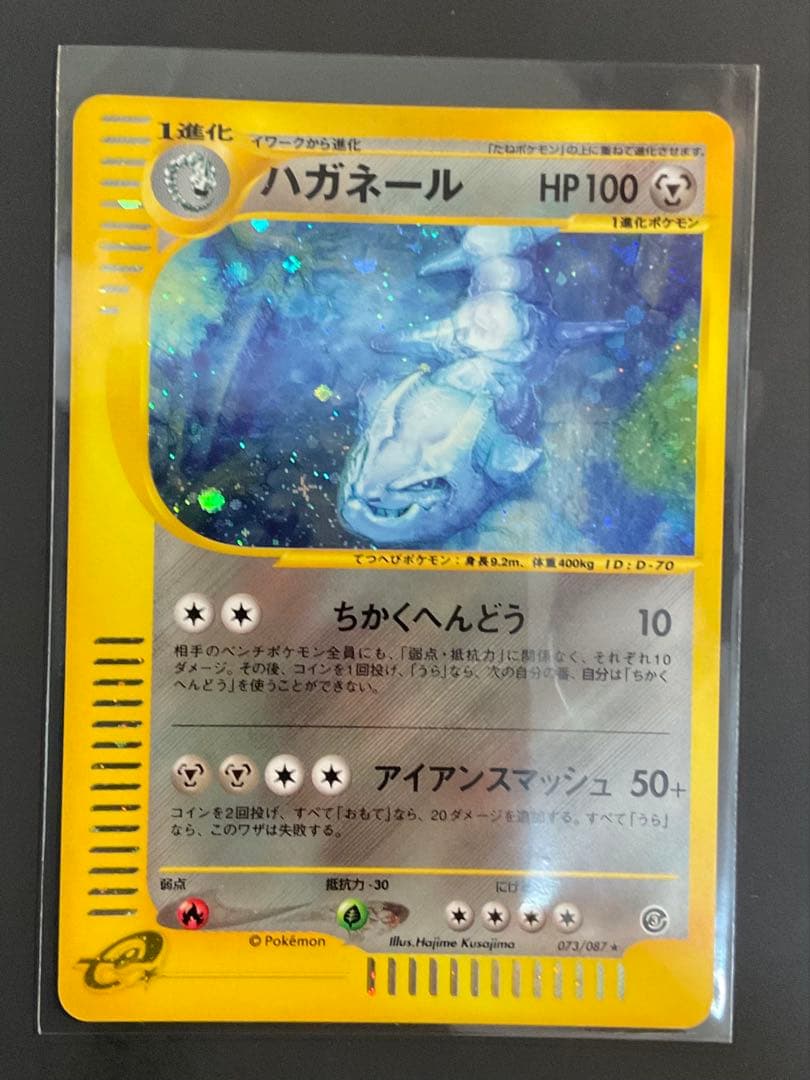 1進化
イワークから進化
「たねポケモン」の上に重ねて進化させます。
ハガネール HP100
1進化ポケモン
てつへびポケモン：身長9.2m、体重400kg ID:D-70
ちかくへんどう 10
相手のベンチポケモン全員にも、「弱点・抵抗力」に関係なく、それぞれ10
ダメージ。その後、コインを1回投げ、「うら」なら、次の自分の番、自分は「ちかく
へんどう」を使うことができない。
アイアンスマッシュ 50+
コインを2回投げ、すべて「おもて」なら、20ダメージを追加する。すべて「うら」
なら、このワザは失敗する。
弱点 抵抗力 -30 にげ
© Pokémon Illus. Hajime Kusajima 073/087 ★